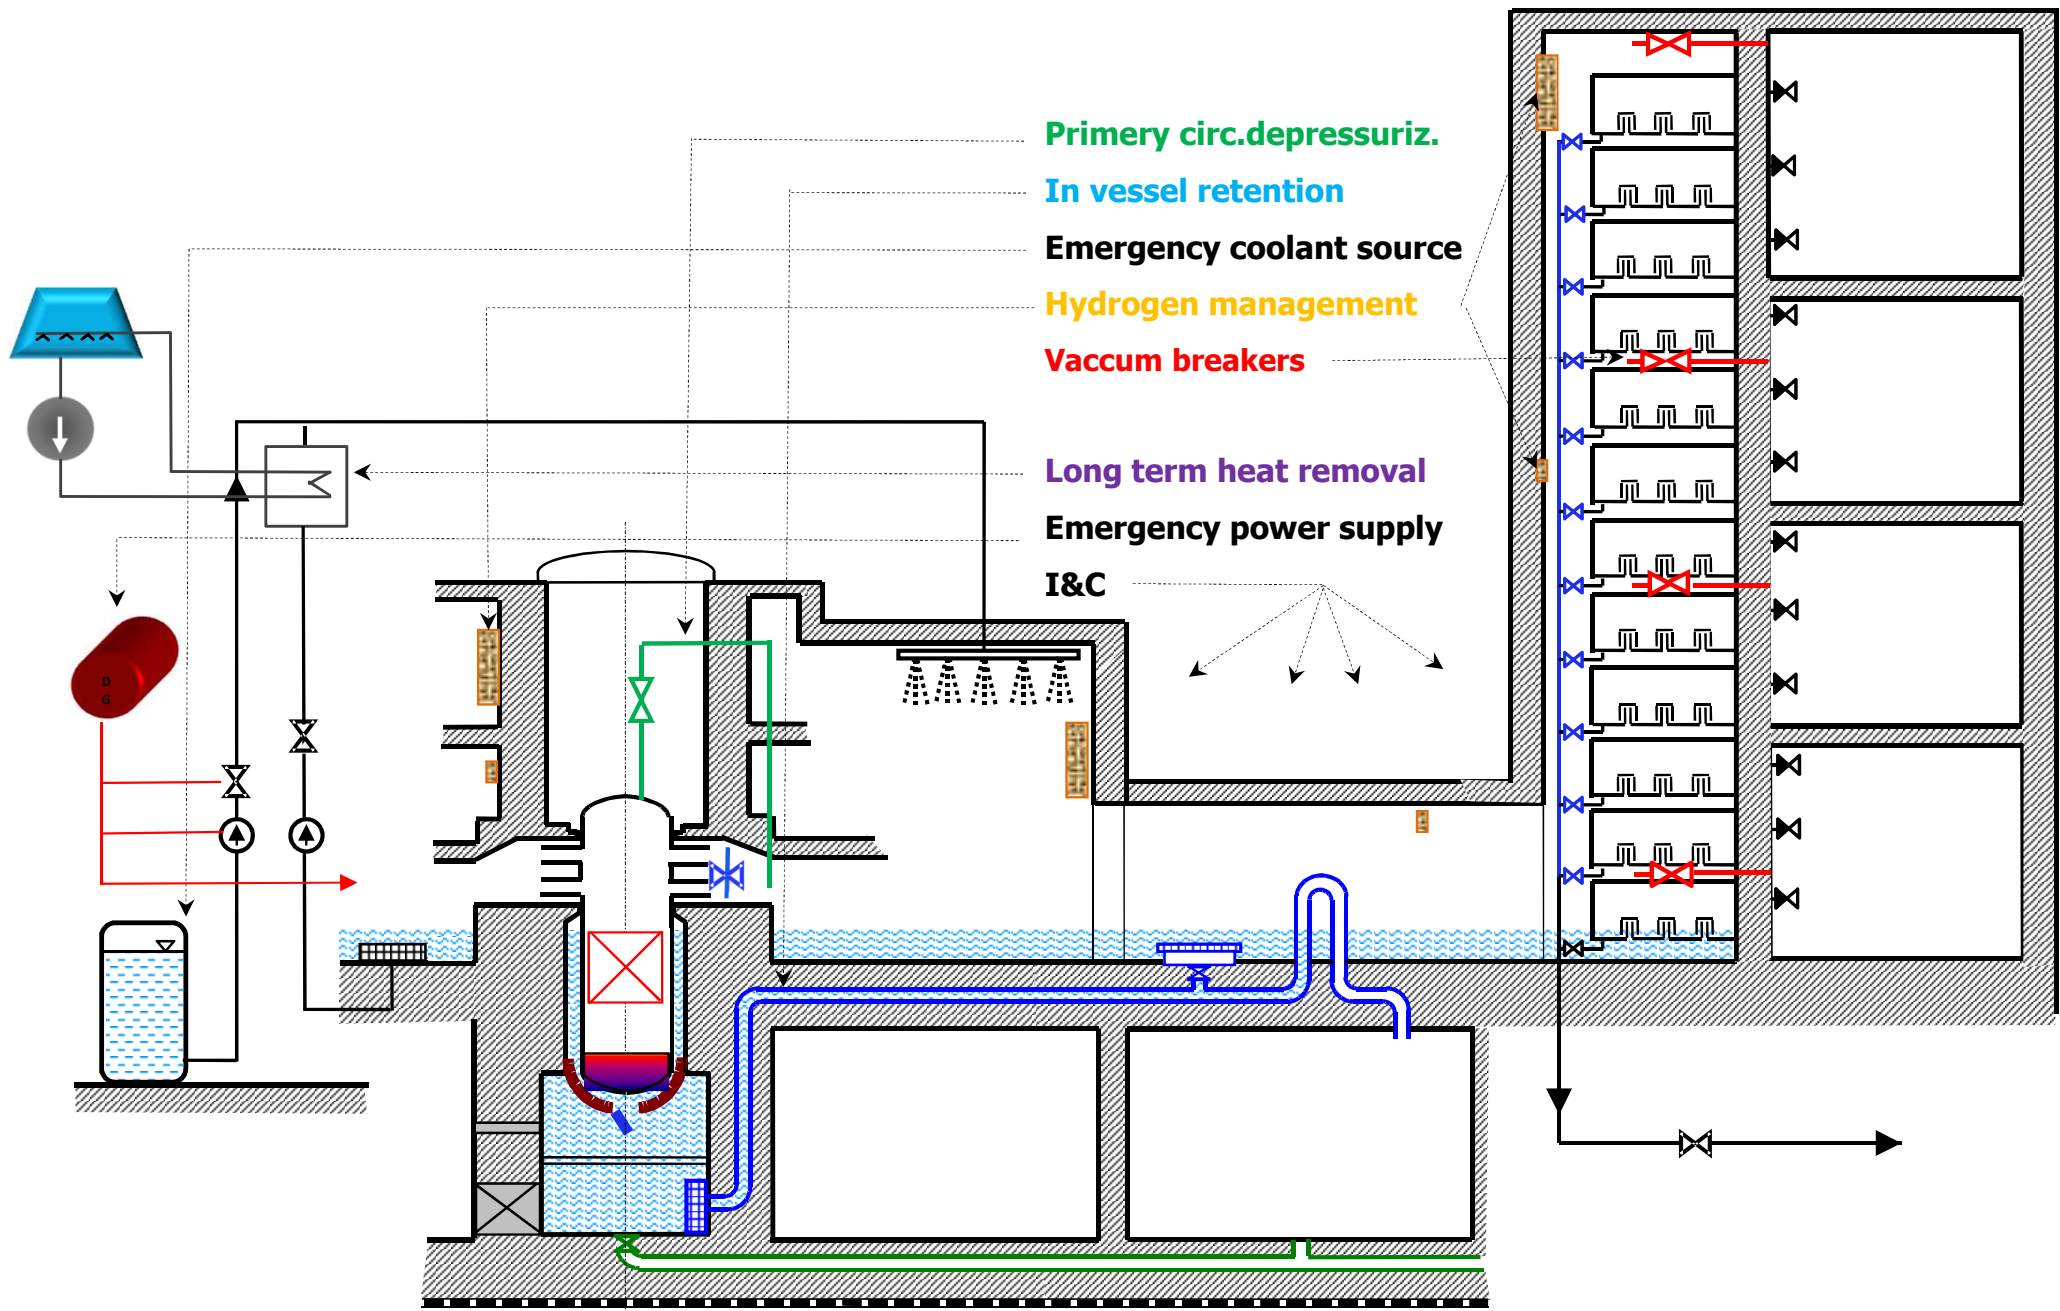 Primery circ.depressuriz.
In vessel retention
Emergency coolant source
Hydrogen management
Vaccum breakers
Long term heat removal
Emergency power supply
I&C
D
G